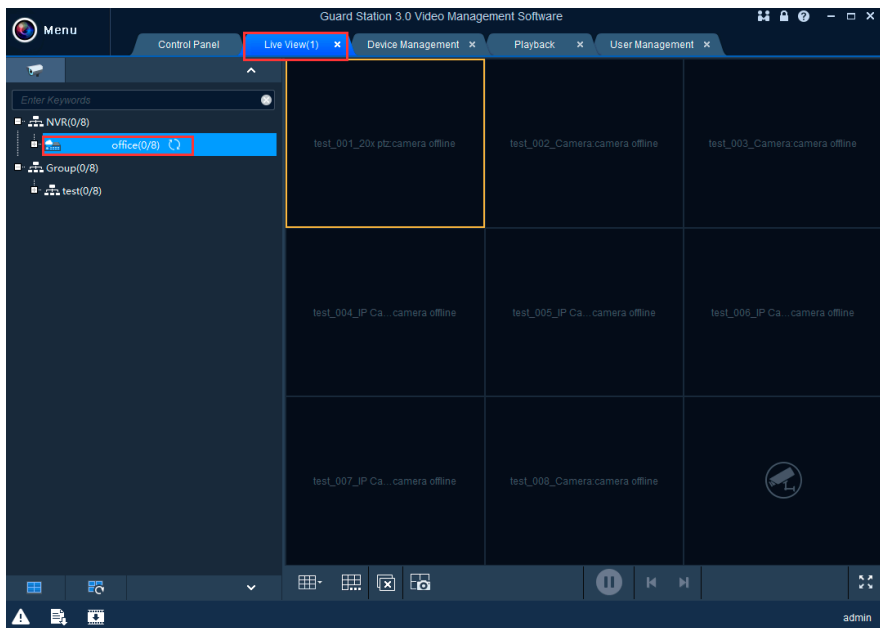 Guard Station 3.0 Video Management Software
Menu
Control Panel
Live View(1)
Device Management
Playback
User Management
Enter Keywords
NVR(0/8)
office(0/8)
Group(0/8)
test(0/8)
test_001_20x ptz:camera offline
test_002_Camera:camera offline
test_003_Camera:camera offline
test_004_IP Ca...camera offline
test_005_IP Ca...camera offline
test_006_IP Ca...camera offline
test_007_IP Ca...camera offline
test_008_Camera:camera offline
admin